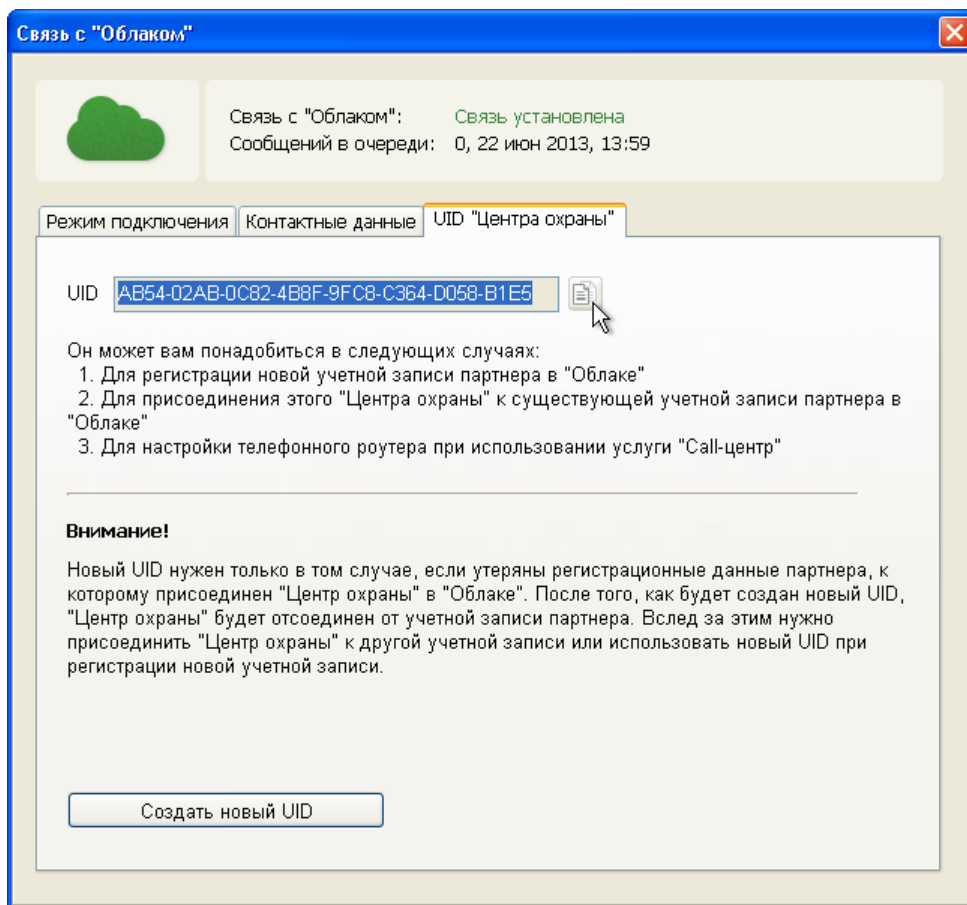 Связь с "Облаком"
Связь с "Облаком": Связь установлена
Сообщений в очереди: 0, 22 июн 2013, 13:59
Режим подключения Контактные данные UID "Центра охраны"
UID AB54-02AB-0C82-4B8F-9FC8-C364-D058-B1E5
Он может вам понадобиться в следующих случаях:
1. Для регистрации новой учетной записи партнера в "Облаке"
2. Для присоединения этого "Центра охраны" к существующей учетной записи партнера в
"Облаке"
3. Для настройки телефонного роутера при использовании услуги "Call-центр"
Внимание!
Новый UID нужен только в том случае, если утеряны регистрационные данные партнера, к
которому присоединен "Центр охраны" в "Облаке". После того, как будет создан новый UID,
"Центр охраны" будет отсоединен от учетной записи партнера. Вслед за этим нужно
присоединить "Центр охраны" к другой учетной записи или использовать новый UID при
регистрации новой учетной записи.
Создать новый UID